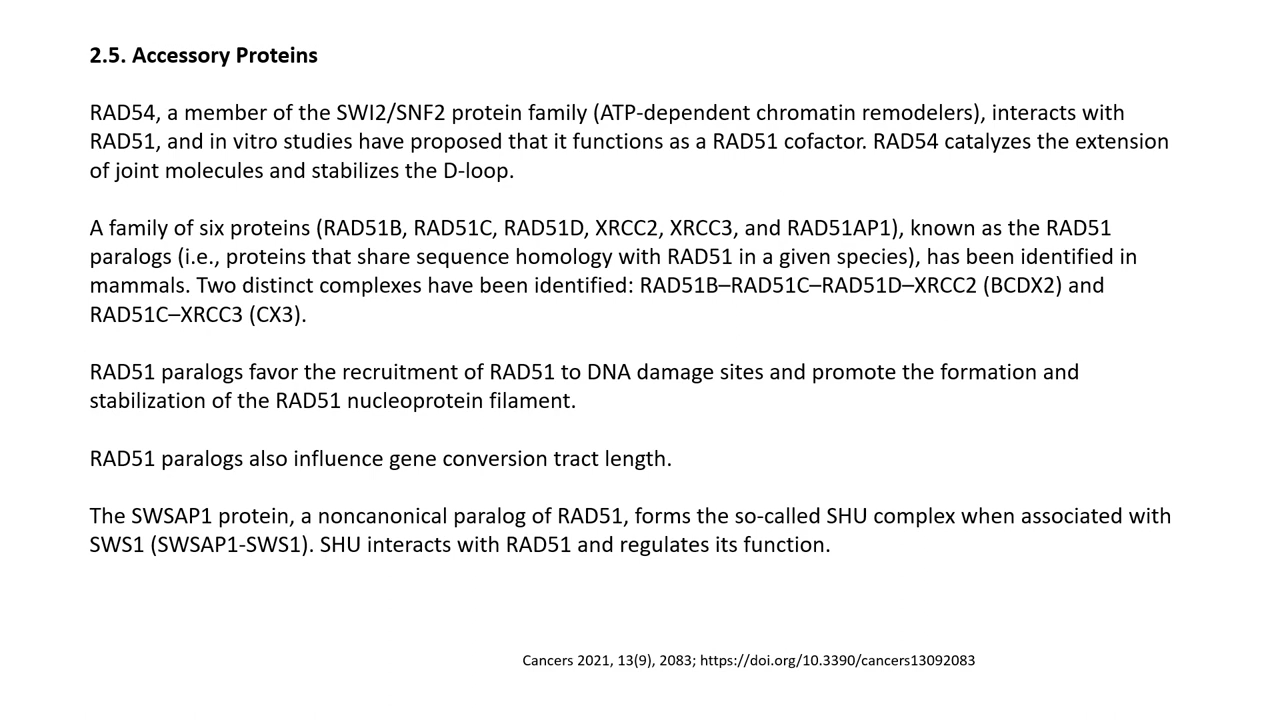 2.5. Accessory Proteins
RAD54, a member of the SWI2/SNF2 protein family (ATP-dependent chromatin remodelers), interacts with
RAD51, and in vitro studies have proposed that it functions as a RAD51 cofactor. RAD54 catalyzes the extension
of joint molecules and stabilizes the D-loop.
A family of six proteins (RAD51B, RAD51C, RAD51D, XRCC2, XRCC3, and RAD51AP1), known as the RAD51
paralogs (i.e., proteins that share sequence homology with RAD51 in a given species), has been identified in
mammals. Two distinct complexes have been identified: RAD51B–RAD51C–RAD51D–XRCC2 (BCDX2) and
RAD51C–XRCC3 (CX3).
RAD51 paralogs favor the recruitment of RAD51 to DNA damage sites and promote the formation and
stabilization of the RAD51 nucleoprotein filament.
RAD51 paralogs also influence gene conversion tract length.
The SWSAP1 protein, a noncanonical paralog of RAD51, forms the so-called SHU complex when associated with
SWS1 (SWSAP1-SWS1). SHU interacts with RAD51 and regulates its function.
Cancers 2021, 13(9), 2083; https://doi.org/10.3390/cancers13092083